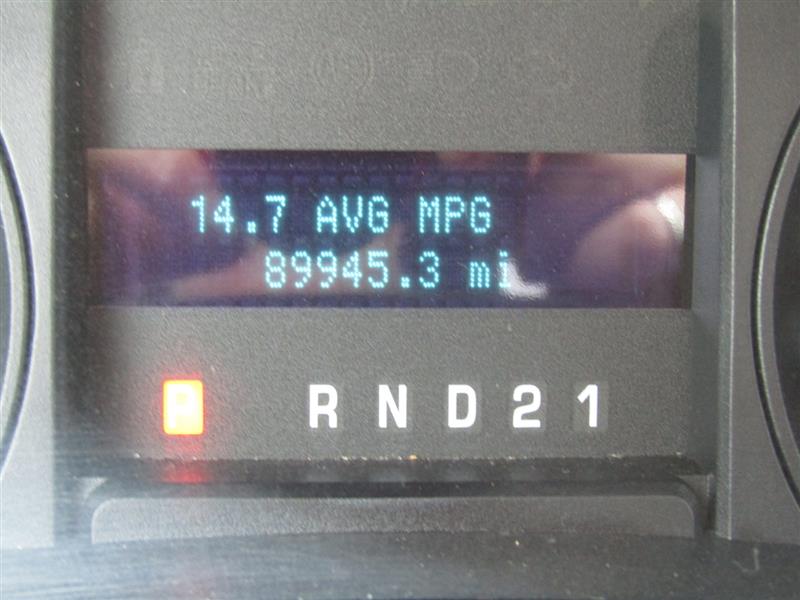 14.7 AVG MPG
89945.3 mi
P R N D 2 1